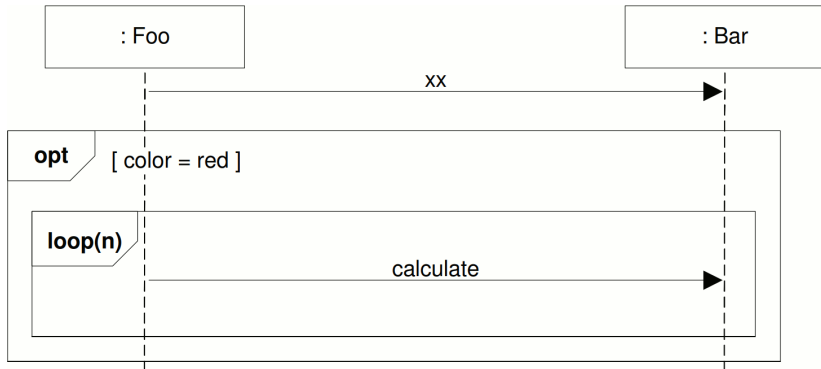 : Foo
: Bar
xx
opt
[ color = red ]
loop(n)
calculate